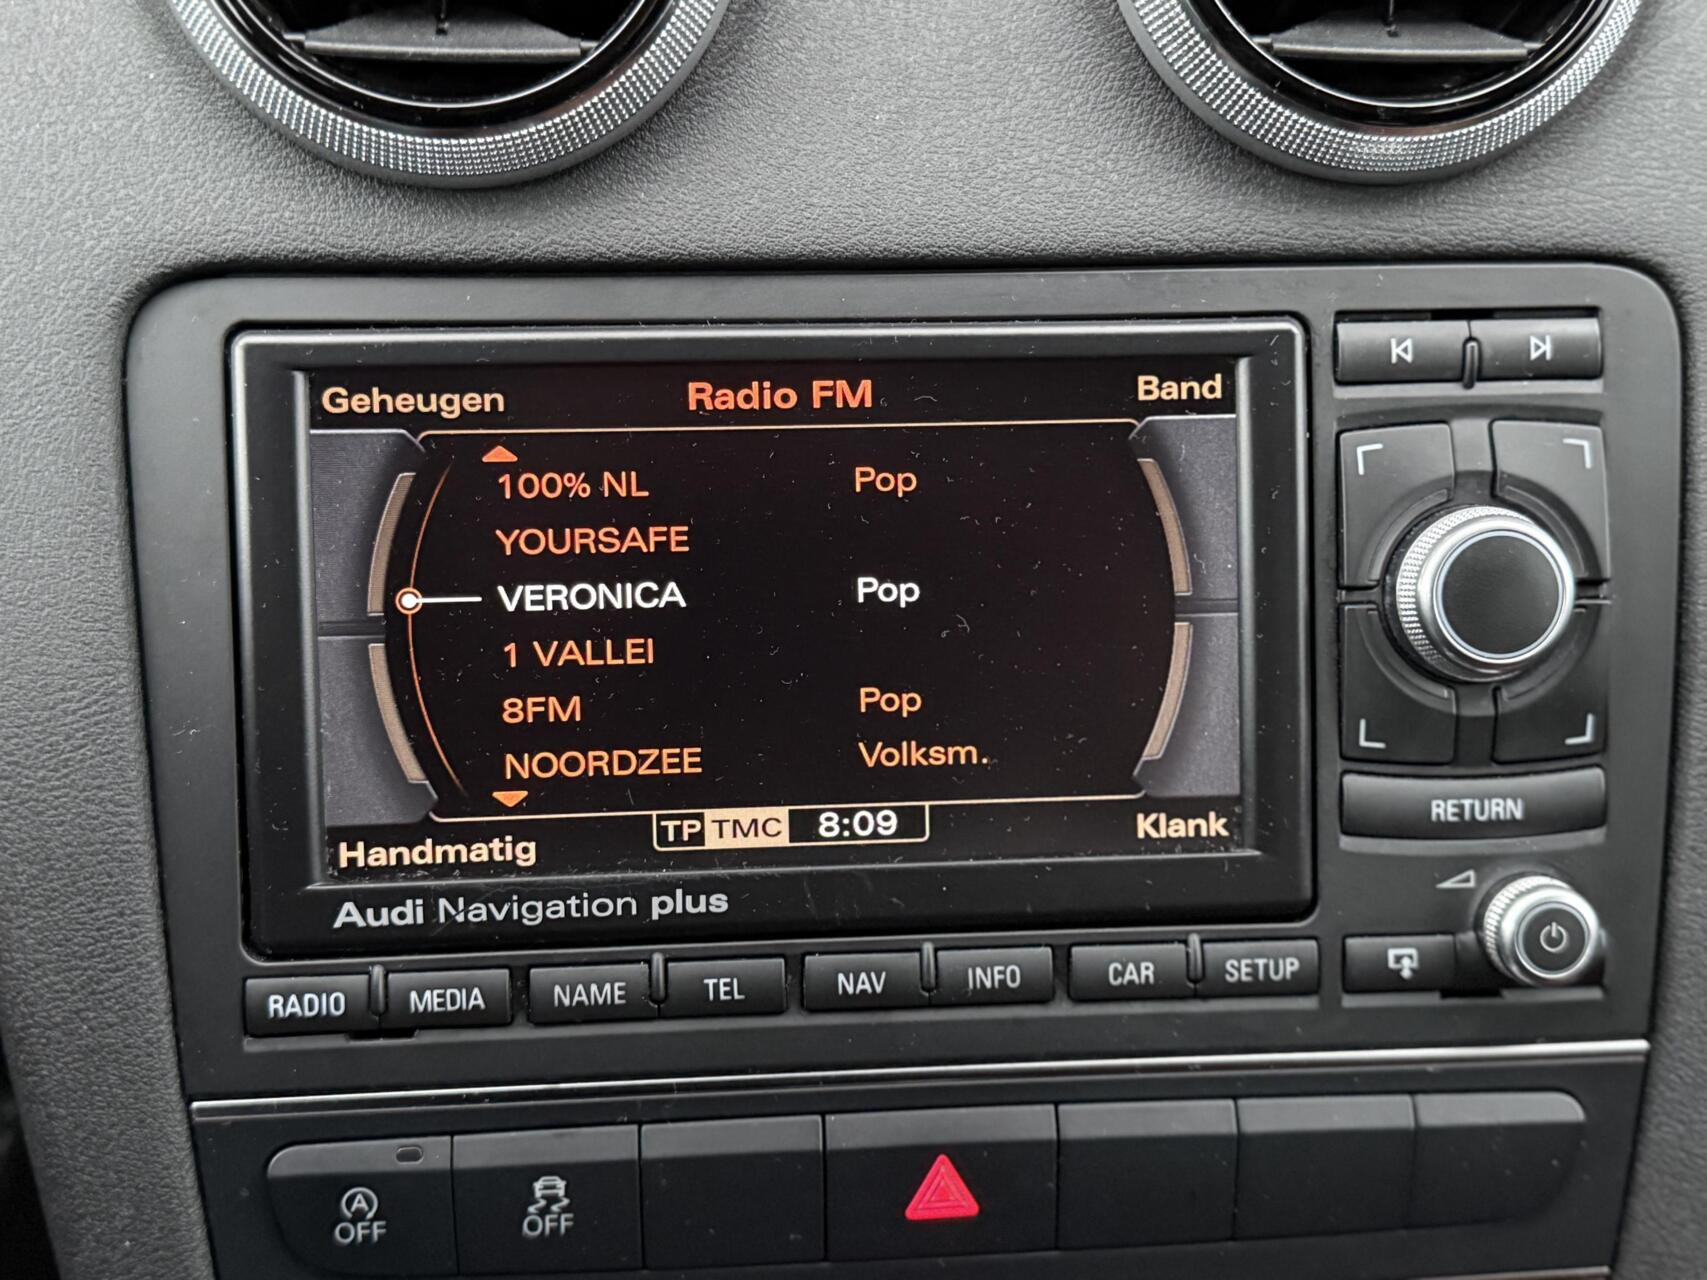 Geheugen Radio FM Band
100% NL Pop
YOURSAFE
VERONICA Pop
1 VALLEI
8FM Pop
NOORDZEE Volksm.
Handmatig TP TMC 8:09 Klank
Audi Navigation plus
RETURN
RADIO MEDIA NAME TEL NAV INFO CAR SETUP
A
OFF OFF